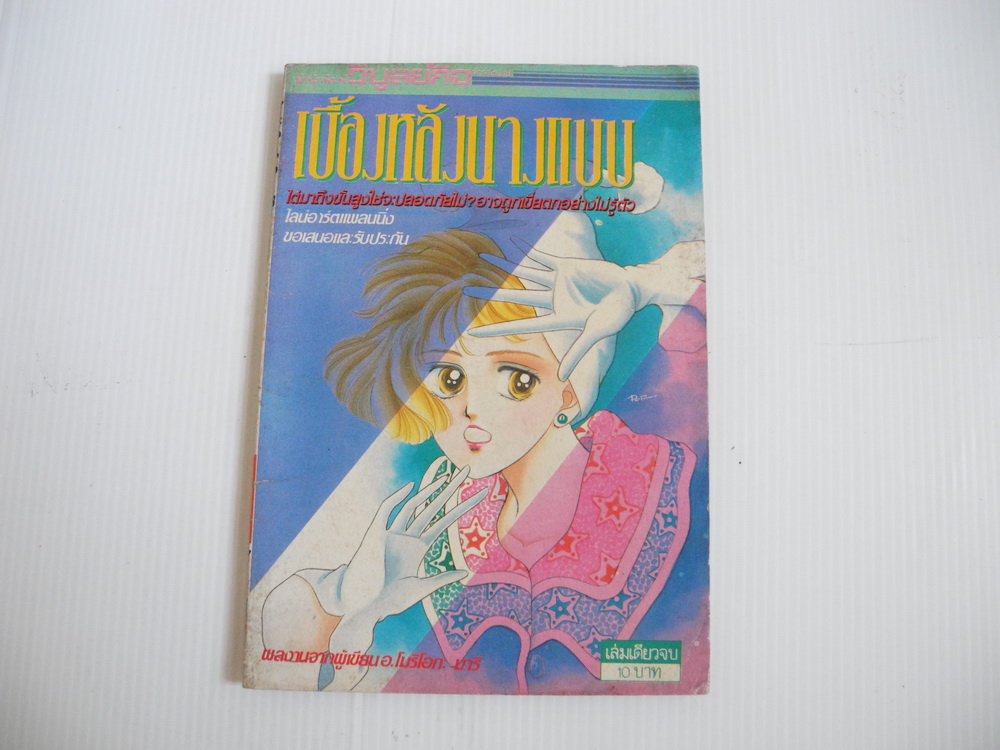 วิบูลย์กิจ
เบื้องหลังนางแบบ
ไต่มาถึงขั้นสูงใช่จะปลอดภัยไม่? อาจถูกเขี่ยตกอย่างไม่รู้ตัว
ไลน์อาร์ตแพลนนิ่ง
ขอเสนอและรับประกัน
ผลงานจากผู้เขียน อ. โมริโอกะ มาริ
เล่มเดียวจบ
10 บาท